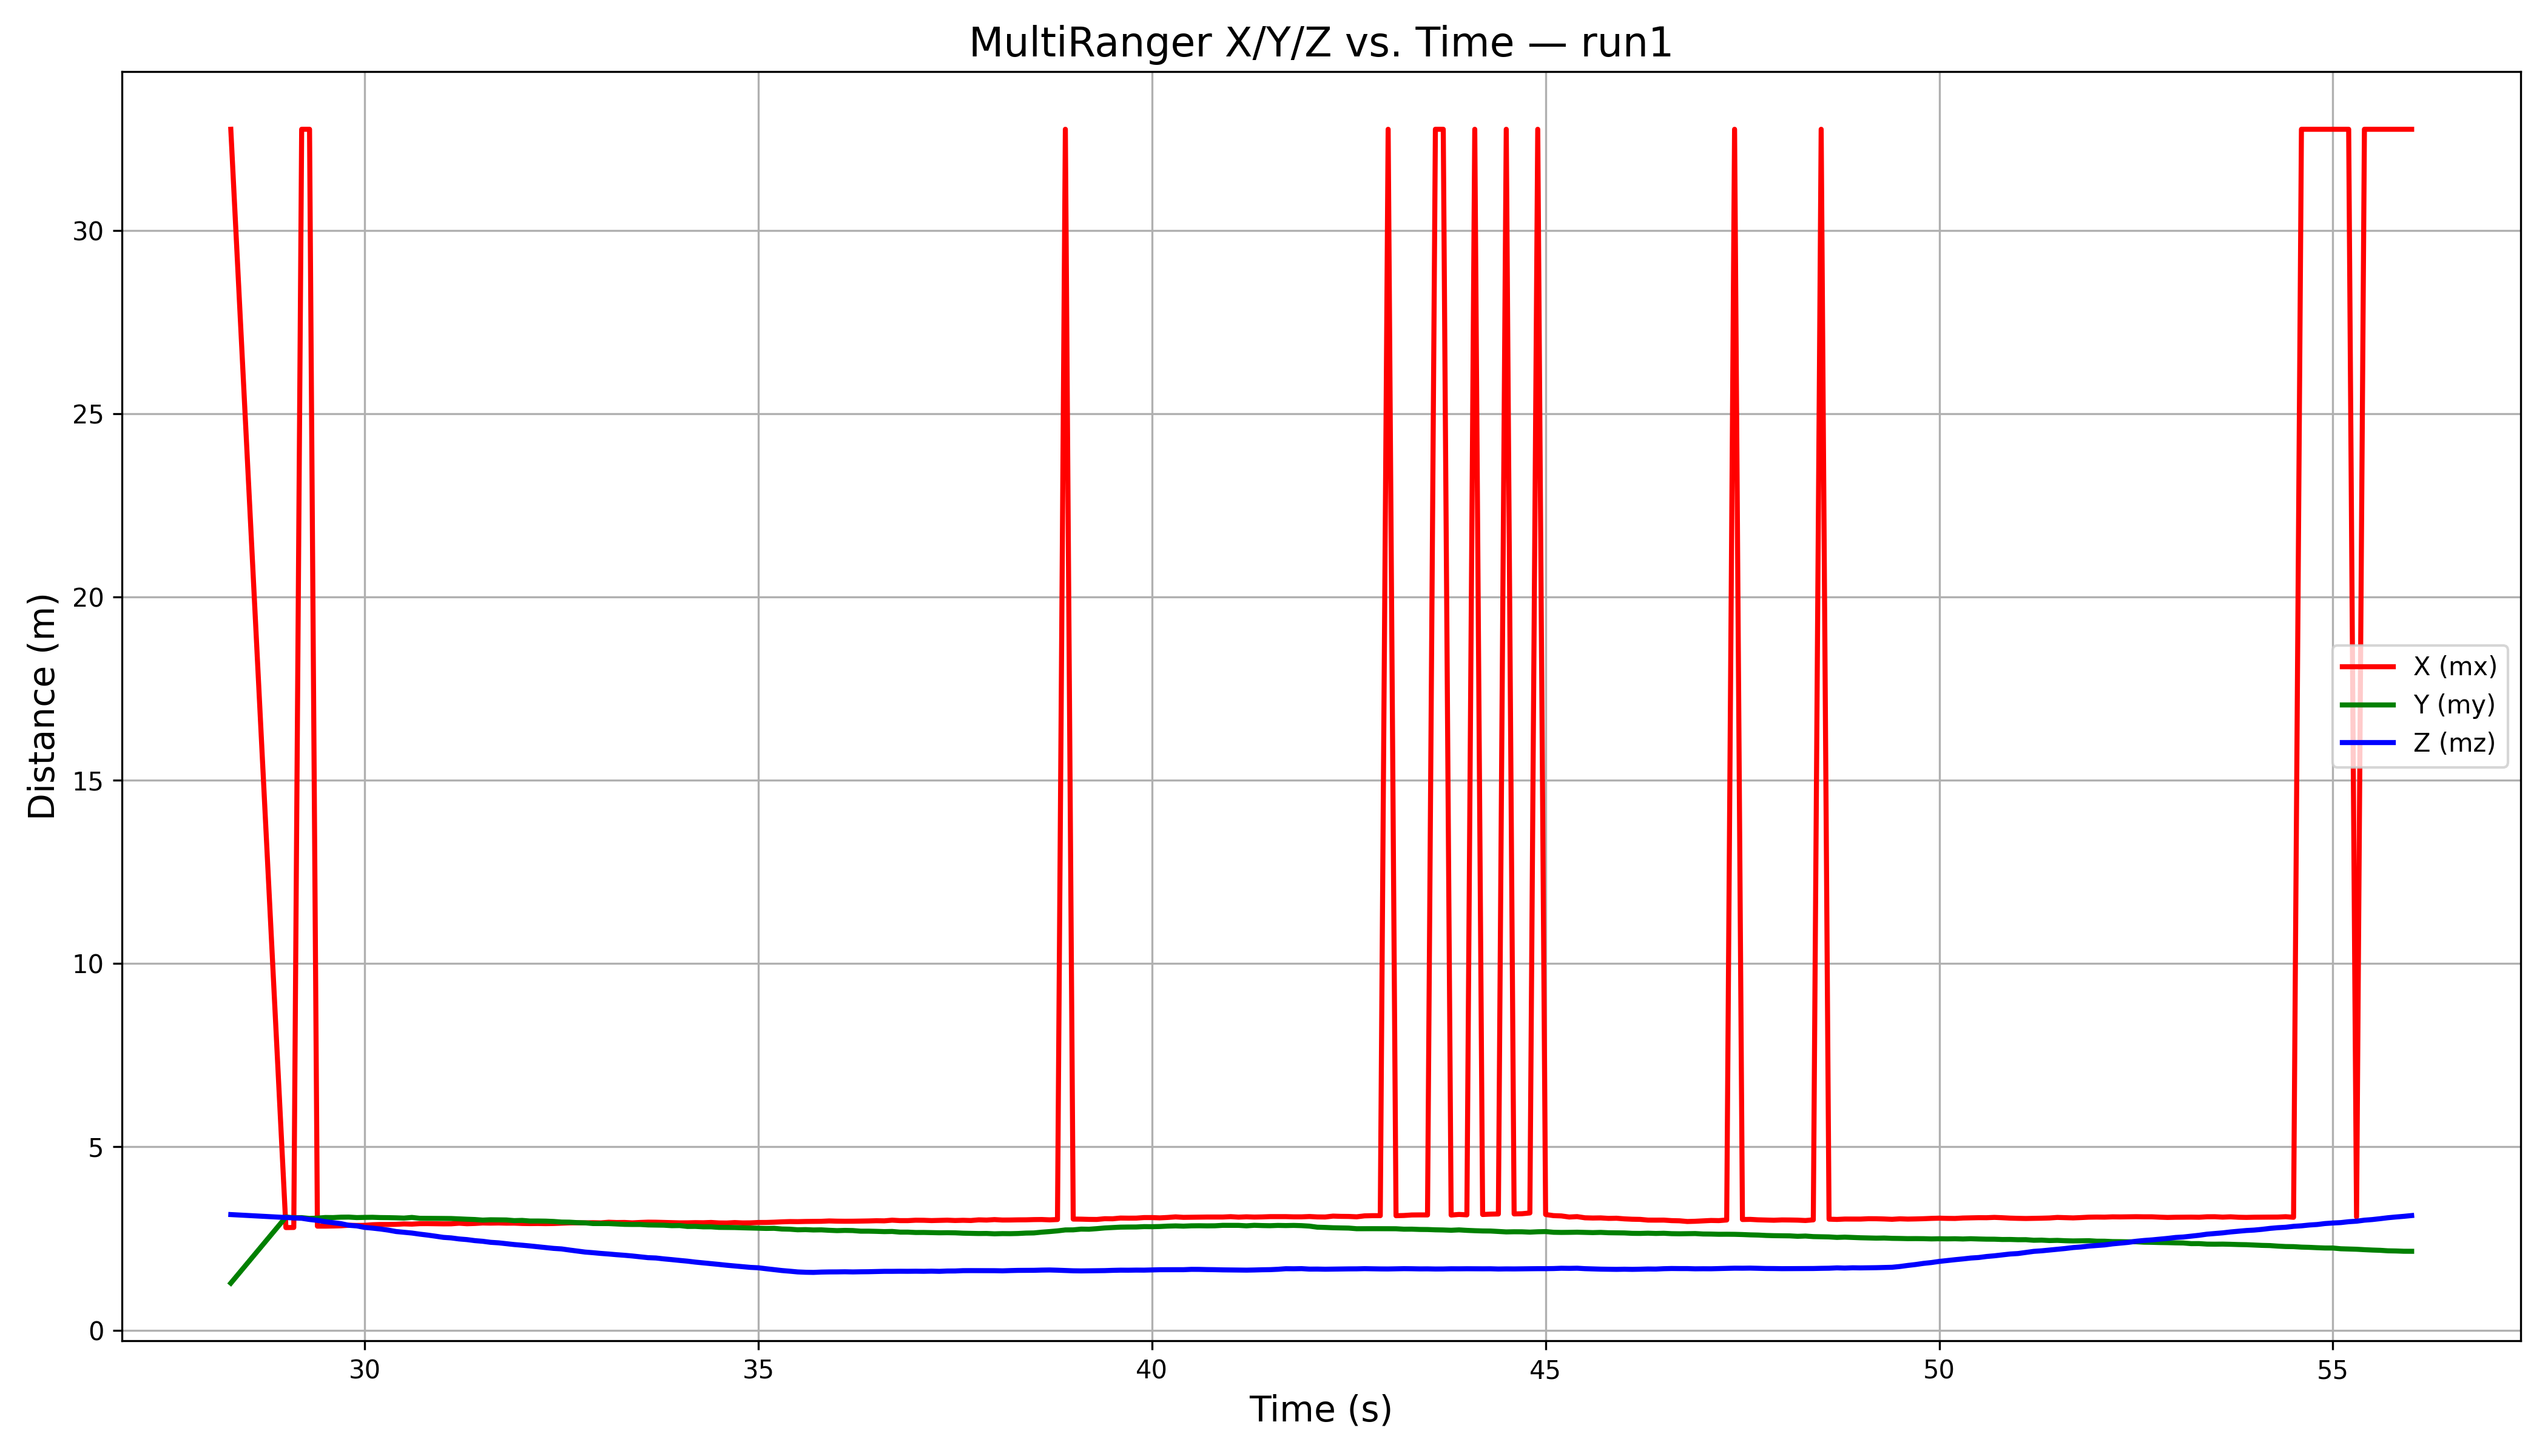 MultiRanger X/Y/Z vs. Time — run1
Distance (m)
30
25
20
15
10
5
0
X (mx)
Y (my)
Z (mz)
30 35 40 45 50 55
Time (s)